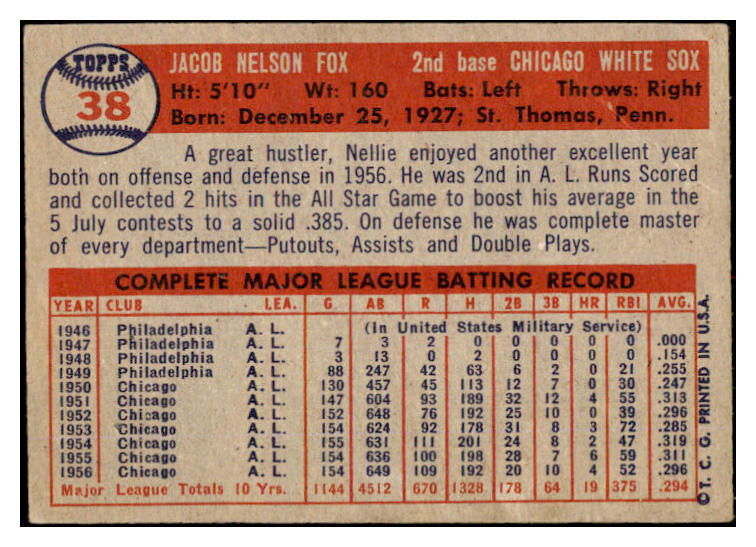 TOPPS
38
JACOB NELSON FOX 2nd base CHICAGO WHITE SOX
Ht: 5'10" Wt: 160 Bats: Left Throws: Right
Born: December 25, 1927; St. Thomas, Penn.
A great hustler, Nellie enjoyed another excellent year
both on offense and defense in 1956. He was 2nd in A. L. Runs Scored
and collected 2 hits in the All Star Game to boost his average in the
5 July contests to a solid .385. On defense he was complete master
of every department—Putouts, Assists and Double Plays.
COMPLETE MAJOR LEAGUE BATTING RECORD
YEAR CLUB LEA. G AB R H 2B 3B HR RBI AVG.
1946 Philadelphia A. L. (In United States Military Service)
1947 Philadelphia A. L. 7 3 2 0 0 0 0 0 .000
1948 Philadelphia A. L. 3 13 0 2 0 0 0 0 .154
1949 Philadelphia A. L. 88 247 42 63 6 2 0 21 .255
1950 Chicago A. L. 130 457 45 113 12 7 0 30 .247
1951 Chicago A. L. 147 604 93 189 32 12 4 55 .313
1952 Chicago A. L. 152 648 76 192 25 10 0 39 .296
1953 Chicago A. L. 154 624 92 178 31 8 3 72 .285
1954 Chicago A. L. 155 631 111 201 24 8 2 47 .319
1955 Chicago A. L. 154 636 100 198 28 7 6 59 .311
1956 Chicago A. L. 154 649 109 192 20 10 4 52 .296
Major League Totals 10 Yrs. 1144 4512 670 1328 178 64 19 375 .294
© T. C. G. PRINTED IN U.S.A.